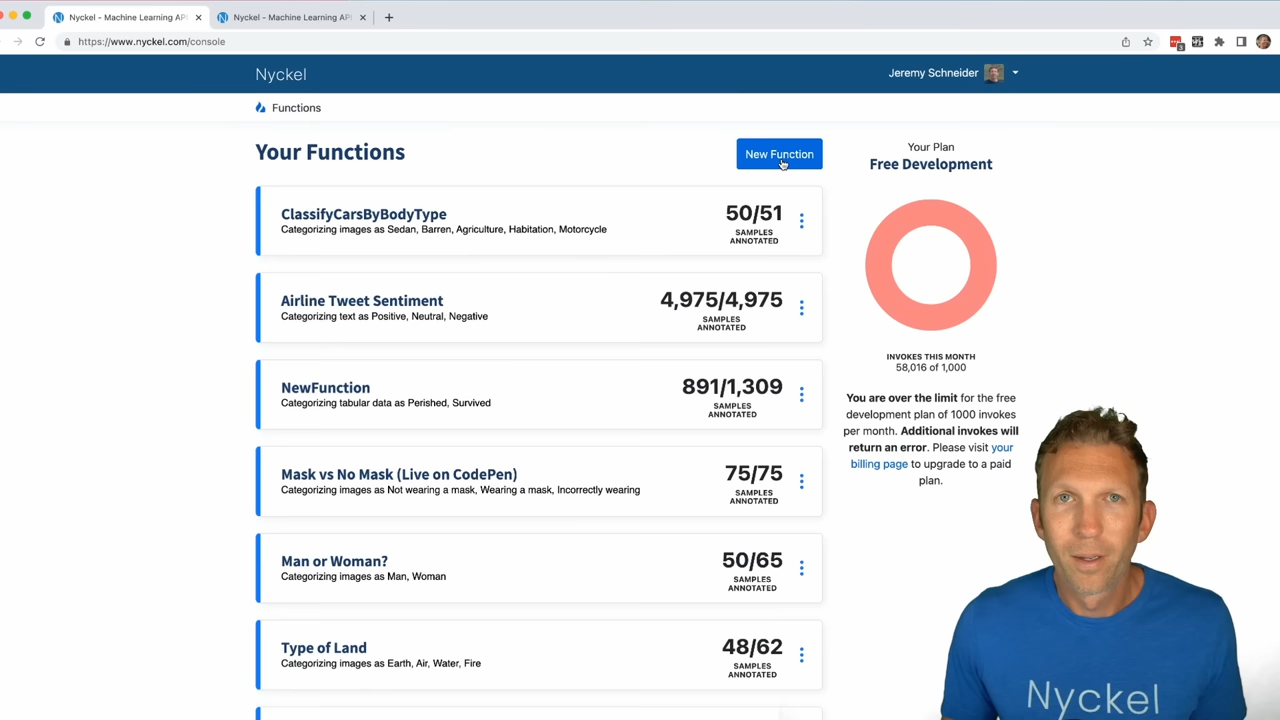 Nyckel - Machine Learning API
Nyckel - Machine Learning API
https://www.nyckel.com/console
3
Nyckel
Jeremy Schneider
Functions
Your Functions
New Function
ClassifyCarsByBodyType
Categorizing images as Sedan, Barren, Agriculture, Habitation, Motorcycle
50/51
SAMPLES
ANNOTATED
Airline Tweet Sentiment
Categorizing text as Positive, Neutral, Negative
4,975/4,975
SAMPLES
ANNOTATED
NewFunction
Categorizing tabular data as Perished, Survived
891/1,309
SAMPLES
ANNOTATED
Mask vs No Mask (Live on CodePen)
Categorizing images as Not wearing a mask, Wearing a mask, Incorrectly wearing
75/75
SAMPLES
ANNOTATED
Man or Woman?
Categorizing images as Man, Woman
50/65
SAMPLES
ANNOTATED
Type of Land
Categorizing images as Earth, Air, Water, Fire
48/62
SAMPLES
ANNOTATED
Your Plan
Free Development
INVOKES THIS MONTH
58,016 of 1,000
You are over the limit for the free
development plan of 1000 invokes
per month. Additional invokes will
return an error. Please visit your
billing page to upgrade to a paid
plan.
Nyckel